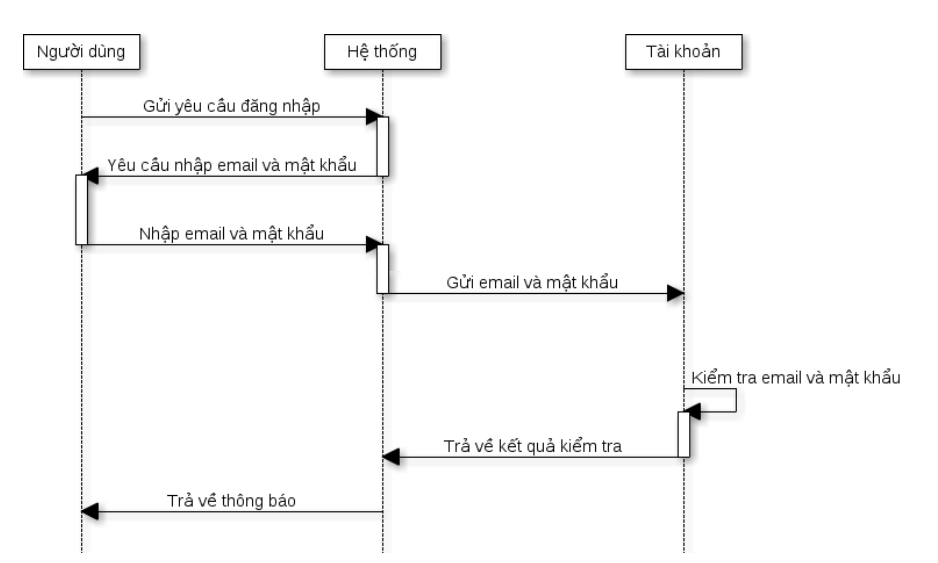 Người dùng
Hệ thống
Tài khoản
Gửi yêu cầu đăng nhập
Yêu cầu nhập email và mật khẩu
Nhập email và mật khẩu
Gửi email và mật khẩu
Kiểm tra email và mật khẩu
Trả về kết quả kiểm tra
Trả về thông báo